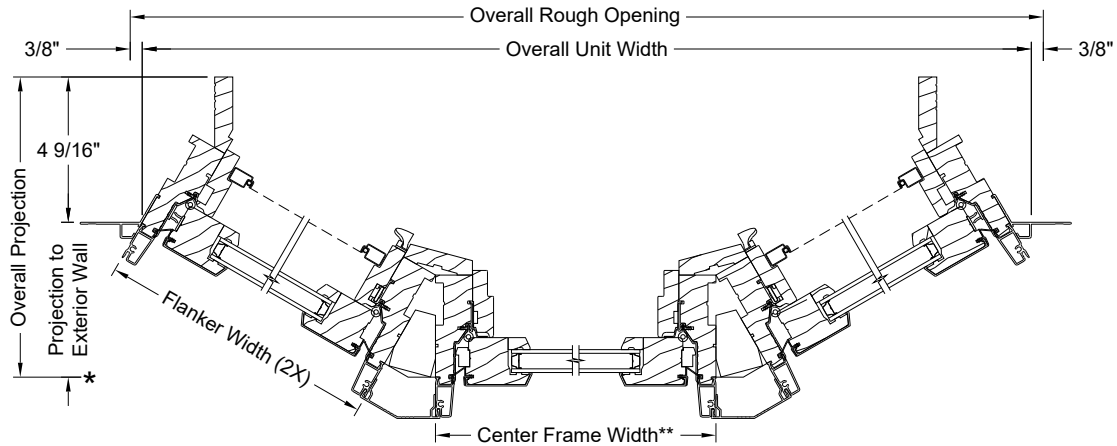 Overall Rough Opening
3/8"
Overall Unit Width
3/8"
4 9/16"
Overall Projection
Projection to
Exterior Wall
*
Flanker Width (2X)
Center Frame Width**